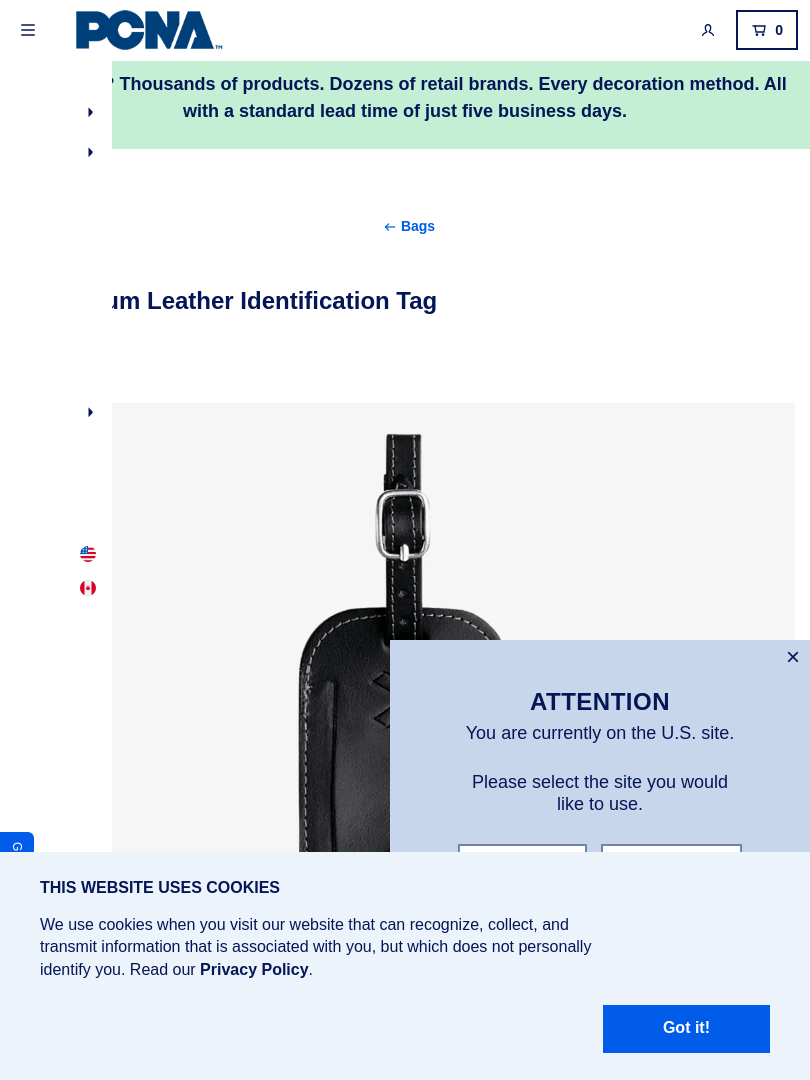 PCNA
TM
0
? Thousands of products. Dozens of retail brands. Every decoration method. All
with a standard lead time of just five business days.
Bags
um Leather Identification Tag
ATTENTION
You are currently on the U.S. site.
Please select the site you would
like to use.
G
THIS WEBSITE USES COOKIES
We use cookies when you visit our website that can recognize, collect, and
transmit information that is associated with you, but which does not personally
identify you. Read our Privacy Policy.
Got it!